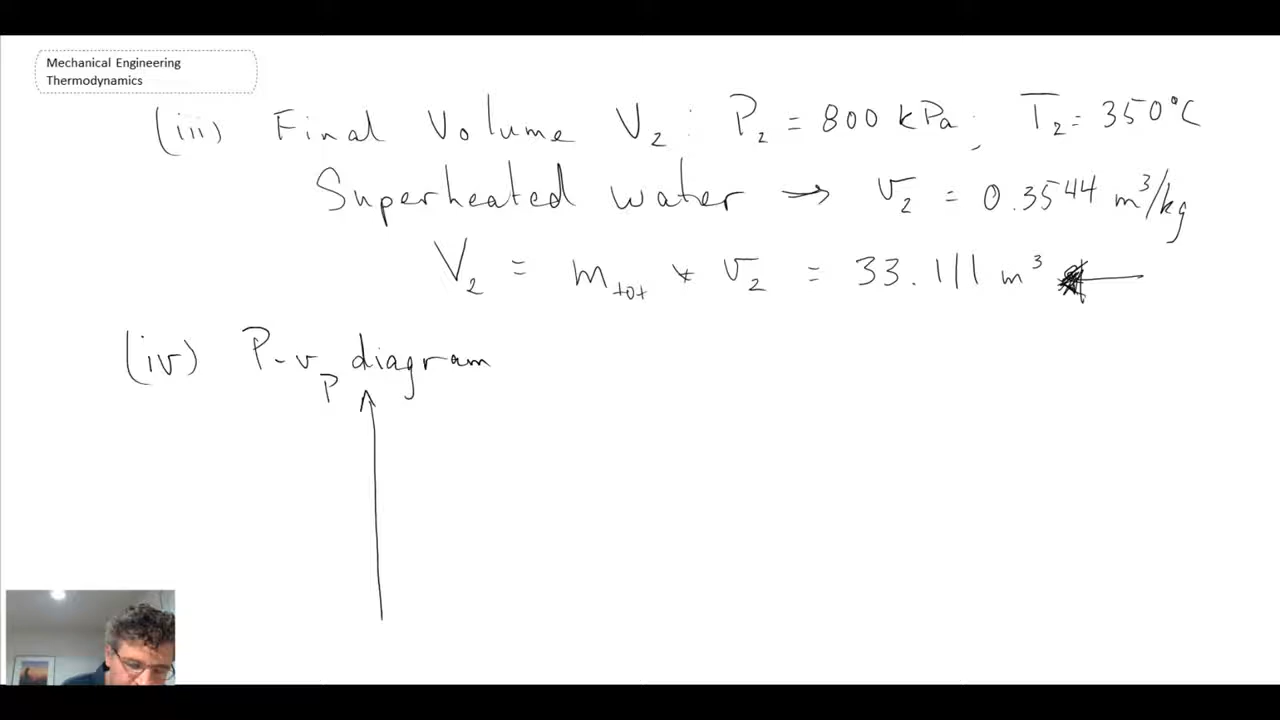 Mechanical Engineering
Thermodynamics
(iii) Final Volume V₂ : P₂ = 800 kPa, T₂ = 350°C
Superheated water → v₂ = 0.3544 m³/kg
V₂ = m_tot * v₂ = 33.111 m³ ←
(iv) P-v diagram
P